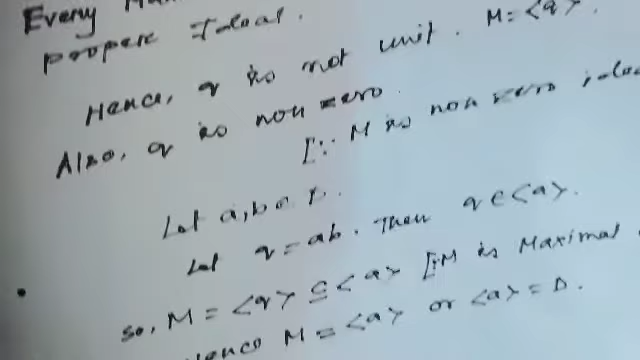 Every
Proper Ideal.
Hence, q is not unit. M = <q>.
Also, q is non zero.
[∵ M is non zero
Let a, b ∈ D.
Let q = ab. Then q ∈ <a>.
So, M = <q> ⊆ <a> [∵ M is Maximal
Hence M = <a> or <a> = D.